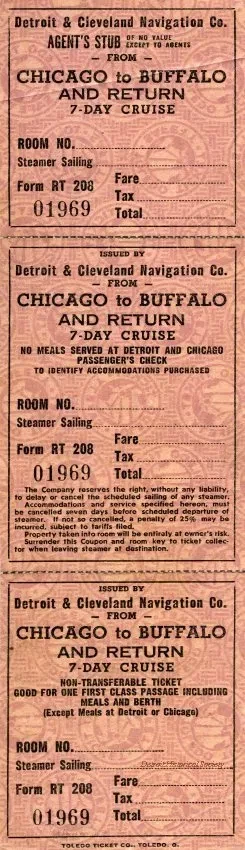 Detroit & Cleveland Navigation Co.
AGENT'S STUB OF NO VALUE EXCEPT TO AGENTS
— FROM —
CHICAGO to BUFFALO
AND RETURN
7-DAY CRUISE
ROOM NO.
Steamer Sailing
Fare
Form RT 208
Tax
01969
Total
ISSUED BY
Detroit & Cleveland Navigation Co.
— FROM —
CHICAGO to BUFFALO
AND RETURN
7-DAY CRUISE
NO MEALS SERVED AT DETROIT AND CHICAGO
PASSENGER'S CHECK
TO IDENTIFY ACCOMMODATIONS PURCHASED
ROOM NO.
Steamer Sailing
Fare
Form RT 208
Tax
01969
Total
The Company reserves the right, without any liability,
to delay or cancel the scheduled sailing of any steamer.
Accommodations and service specified hereon, must
be cancelled seven days before scheduled departure of
steamer. If not so cancelled, a penalty of 25% may be
incurred, subject to tariffs filed.
Property taken into room will be entirely at owner's risk.
Surrender this Coupon and room key to ticket collec-
tor when leaving steamer at destination.
ISSUED BY
Detroit & Cleveland Navigation Co.
— FROM —
CHICAGO to BUFFALO
AND RETURN
7-DAY CRUISE
NON-TRANSFERABLE TICKET
GOOD FOR ONE FIRST CLASS PASSAGE INCLUDING
MEALS AND BERTH
(Except Meals at Detroit or Chicago)
ROOM NO.
Steamer Sailing
Detroit Historical Society
Fare
Form RT 208
Tax
01969
Total
TOLEDO TICKET CO., TOLEDO, O.